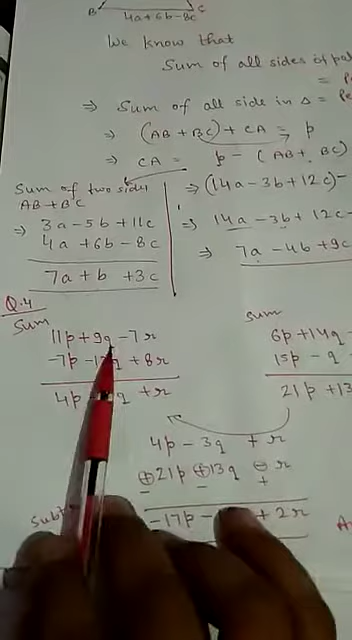 B C
4a+6b-8c
We know that
Sum of all sides of
⇒ Sum of all side in Δ =
⇒ (AB+BC)+CA = p
⇒ CA = p-(AB+BC)
Sum of two sides
AB+BC
⇒ 3a-5b+11c
4a+6b-8c
7a+b+3c
⇒ (14a-3b+12c)-
⇒ 14a-3b+12c-
⇒ 7a-4b+9c
Q.4
Sum
11p+9q-7r
-7p- q+8r
4p q+r
Sum
6p+14q-
15p-q
21p+13
4p-3q+r
⊕21p ⊕13q ⊖r
- - +
-17p- +2r